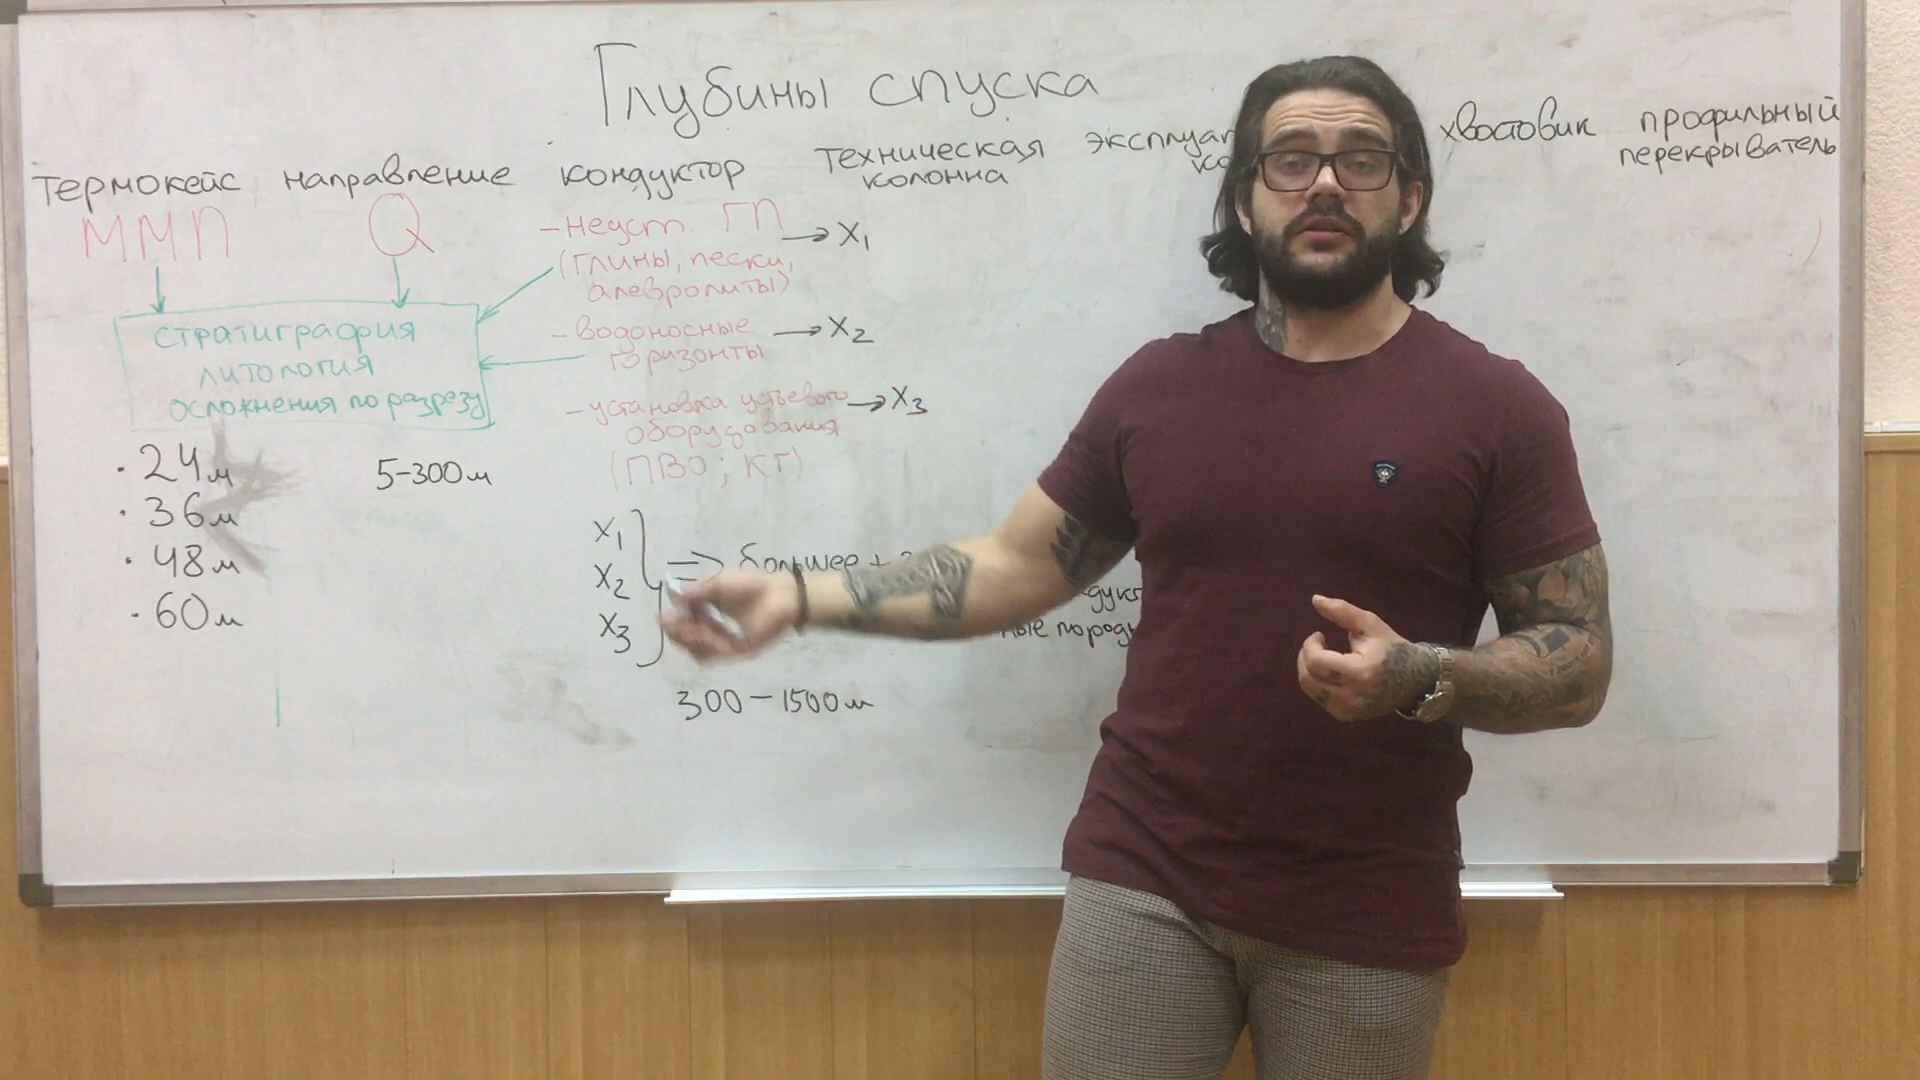 Глубины спуска
термокейс
направление
кондуктор
техническая
колонна
хвостовик
профильный
перекрыватель
ММП
Q
- неуст. ГП → X1
(глины, пески,
алевролиты)
- водоносные → X2
горизонты
- установка устьевого → X3
оборудования
(ПВО; КГ)
стратиграфия
литология
осложнения по разрезу
· 24м
· 36м
· 48м
· 60м
5-300м
X1
X2
X3
=> больше +
300 - 1500м